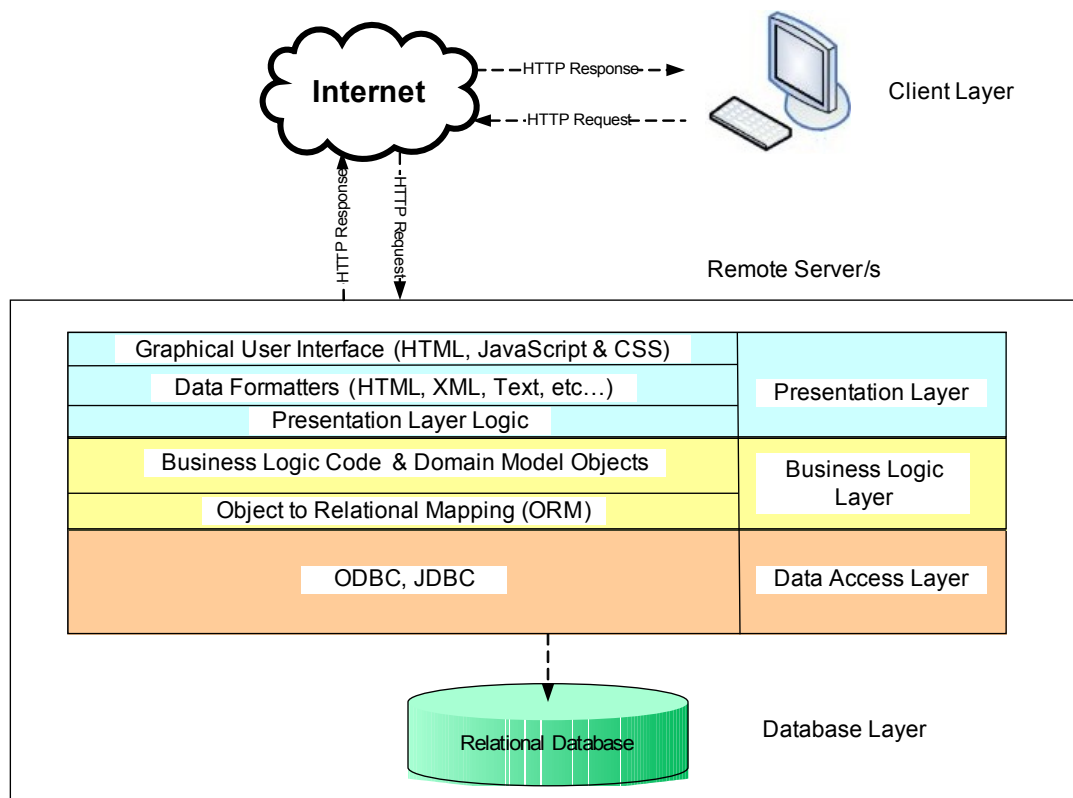 HTTP Response
Internet
Client Layer
HTTP Request
HTTP Response
HTTP Request
Remote Server/s
Graphical User Interface (HTML, JavaScript & CSS)
Data Formatters (HTML, XML, Text, etc…)
Presentation Layer
Presentation Layer Logic
Business Logic Code & Domain Model Objects
Business Logic
Layer
Object to Relational Mapping (ORM)
ODBC, JDBC
Data Access Layer
Relational Database
Database Layer